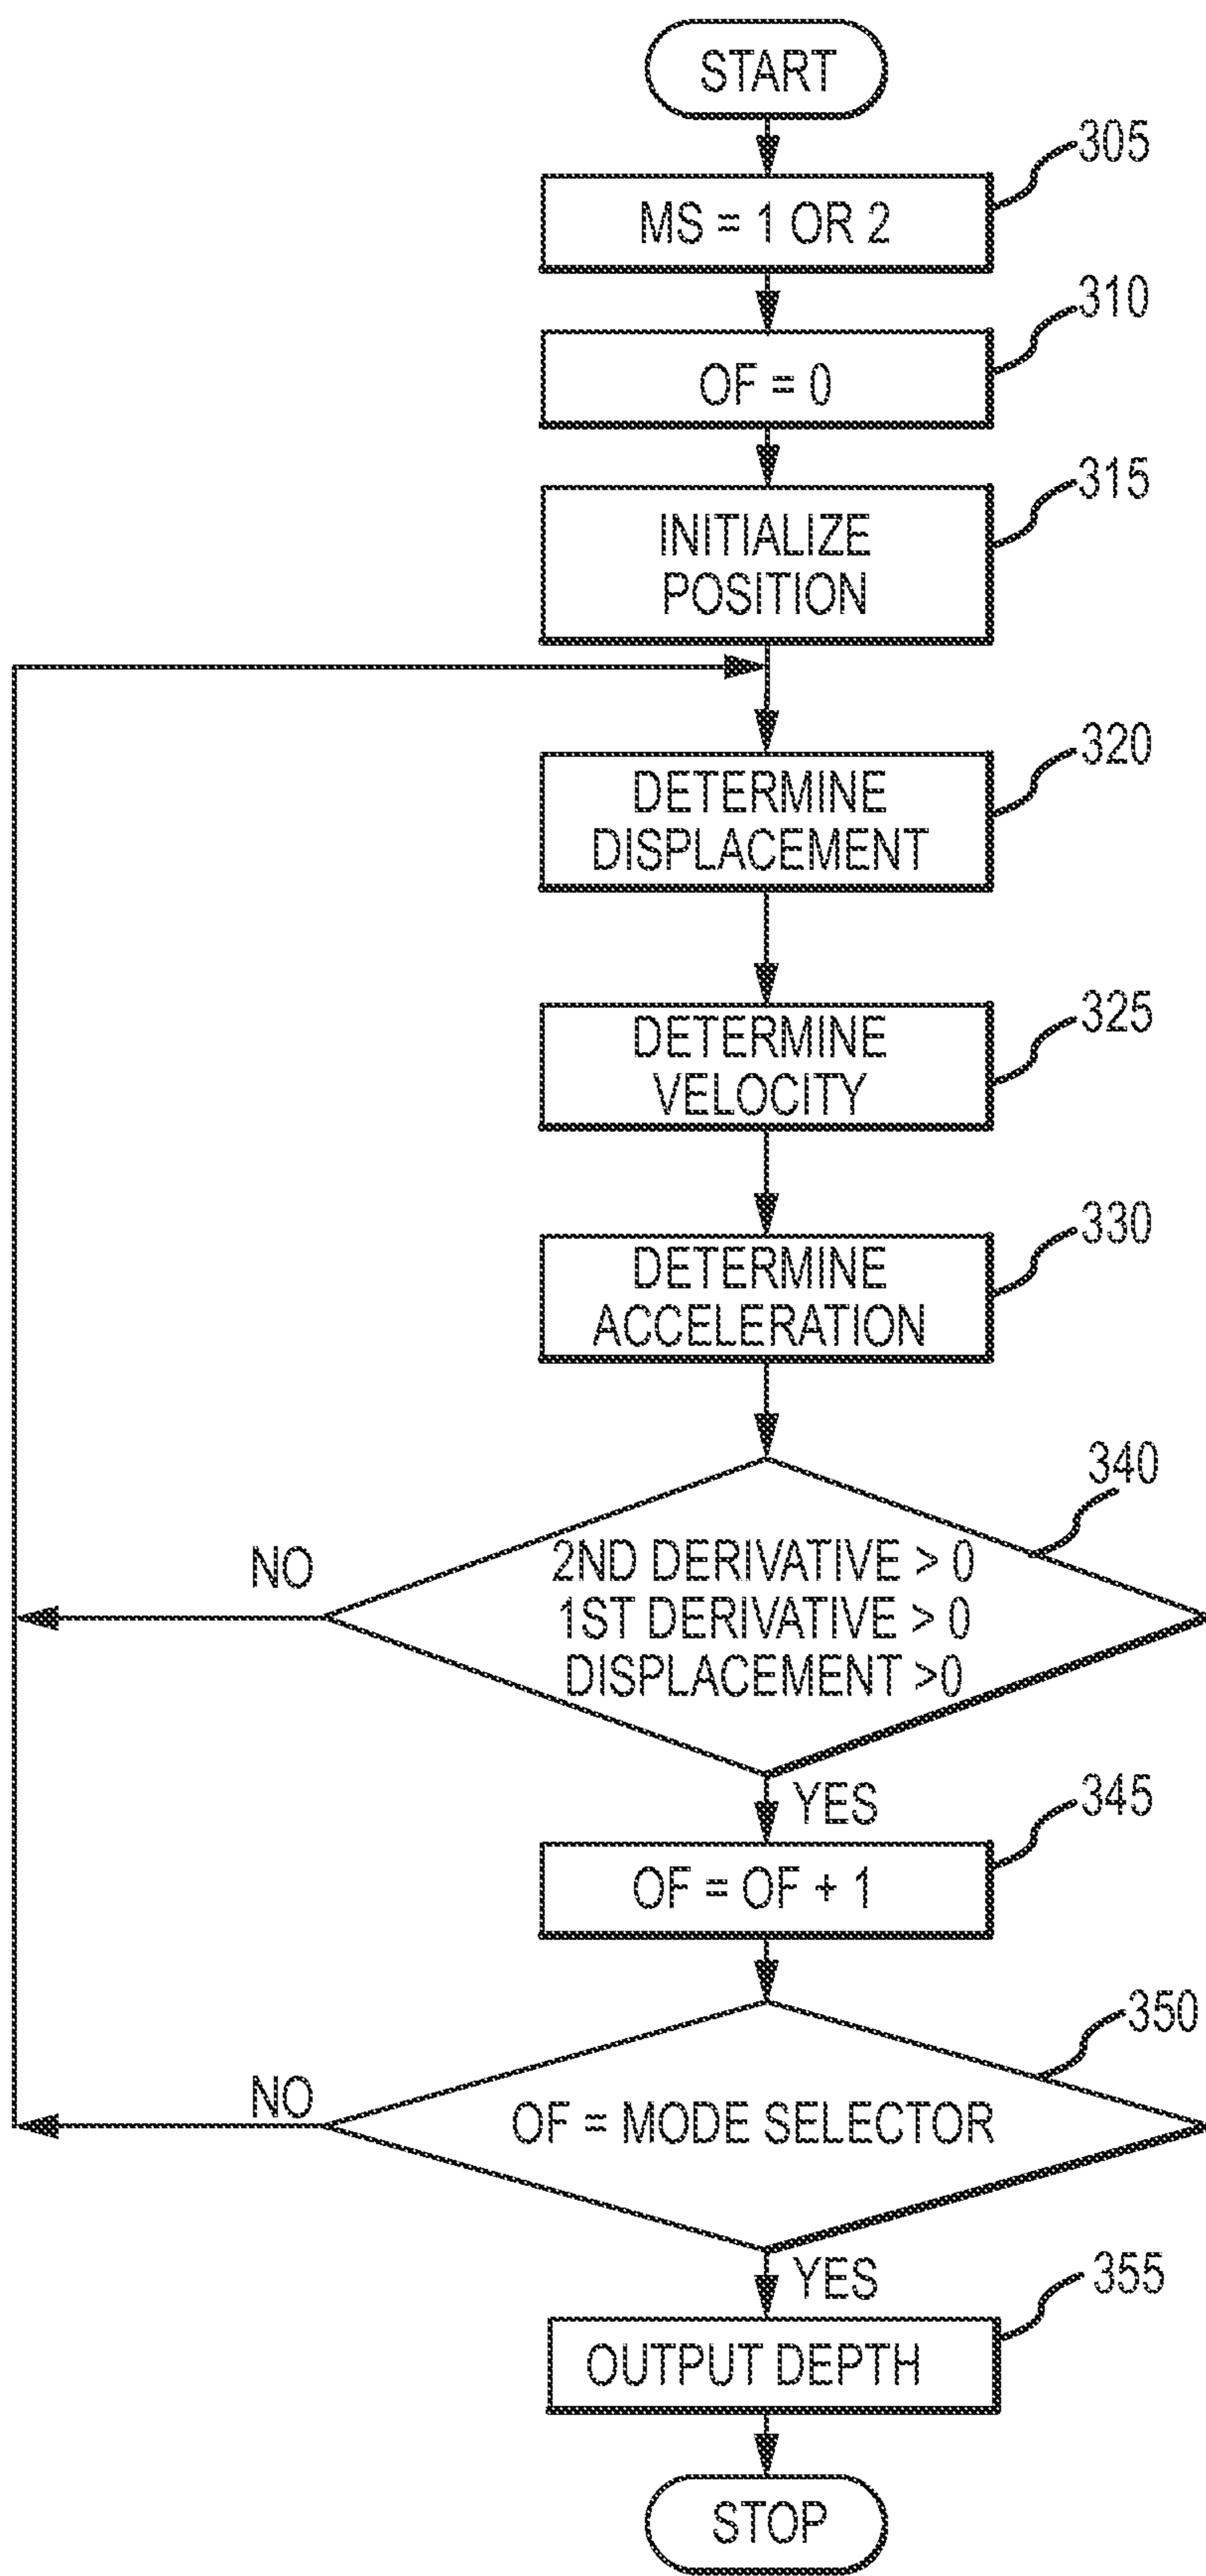 START
305
MS = 1 OR 2
310
OF = 0
315
INITIALIZE
POSITION
320
DETERMINE
DISPLACEMENT
325
DETERMINE
VELOCITY
330
DETERMINE
ACCELERATION
340
2ND DERIVATIVE > 0
1ST DERIVATIVE > 0
DISPLACEMENT >0
NO
YES
345
OF = OF + 1
350
OF = MODE SELECTOR
NO
YES
355
OUTPUT DEPTH
STOP